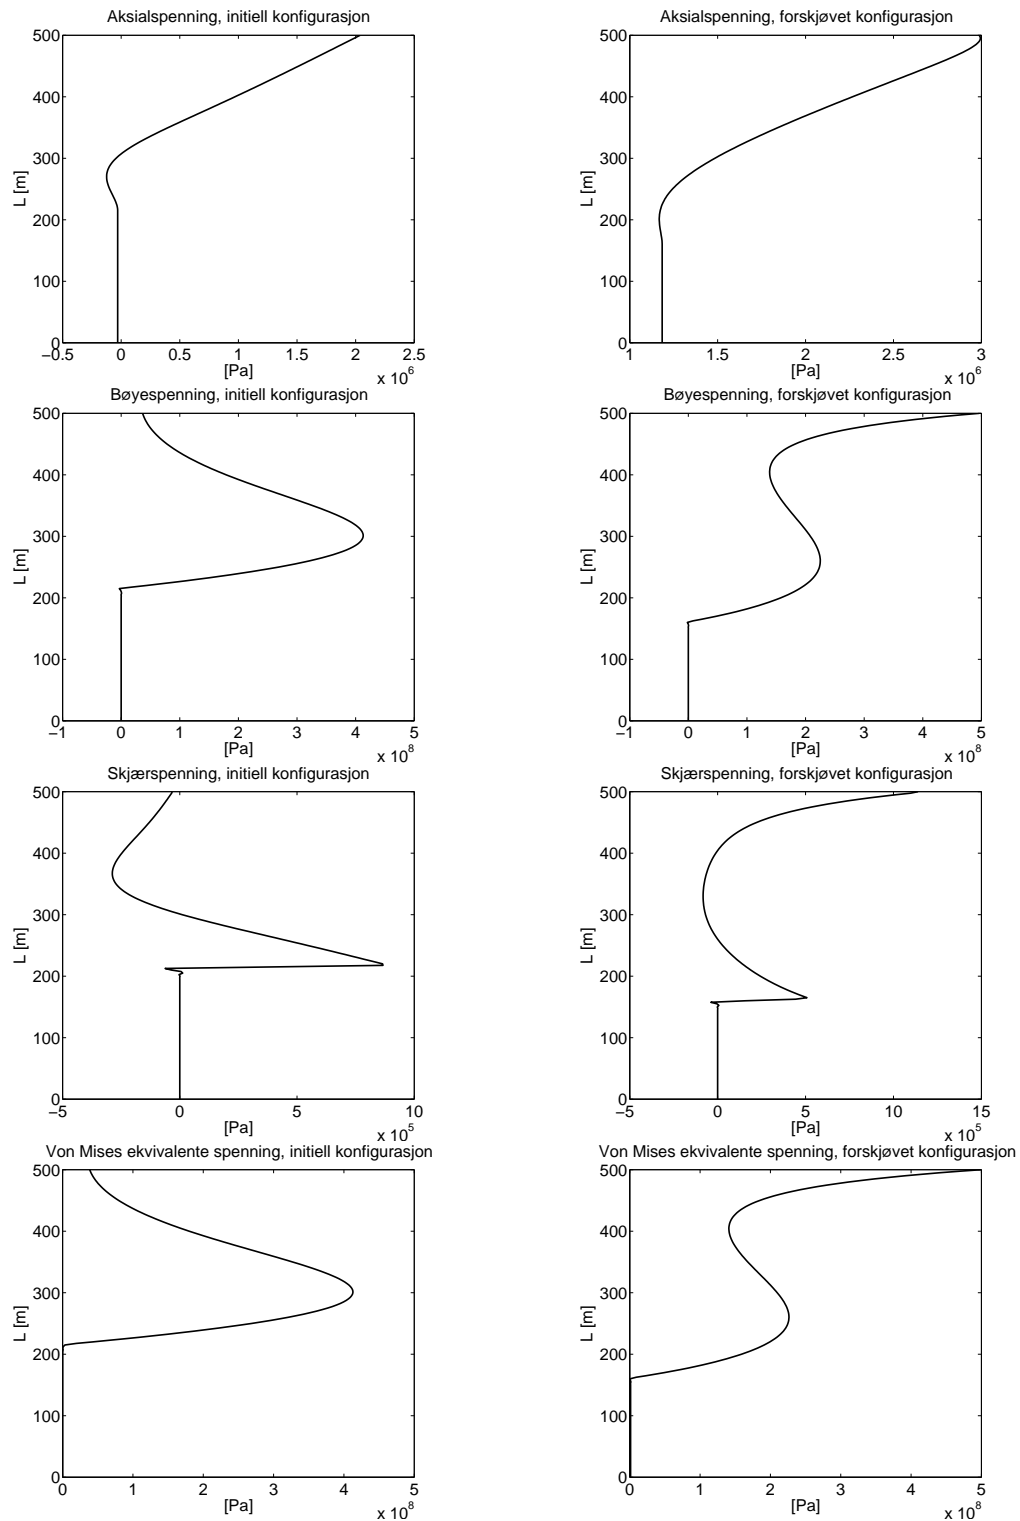 Aksialspenning, initiell konfigurasjon
500
400
300
200
100
0
L [m]
−0.5 0 0.5 1 1.5 2 2.5
[Pa]
x 10^6
Aksialspenning, forskjøvet konfigurasjon
500
400
300
200
100
0
L [m]
1 1.5 2 2.5 3
[Pa]
x 10^6
Bøyespenning, initiell konfigurasjon
500
400
300
200
100
0
L [m]
−1 0 1 2 3 4 5
[Pa]
x 10^8
Bøyespenning, forskjøvet konfigurasjon
500
400
300
200
100
0
L [m]
−1 0 1 2 3 4 5
[Pa]
x 10^8
Skjærspenning, initiell konfigurasjon
500
400
300
200
100
0
L [m]
−5 0 5 10
[Pa]
x 10^5
Skjærspenning, forskjøvet konfigurasjon
500
400
300
200
100
0
L [m]
−5 0 5 10 15
[Pa]
x 10^5
Von Mises ekvivalente spenning, initiell konfigurasjon
500
400
300
200
100
0
L [m]
0 1 2 3 4 5
[Pa]
x 10^8
Von Mises ekvivalente spenning, forskjøvet konfigurasjon
500
400
300
200
100
0
L [m]
0 1 2 3 4 5
[Pa]
x 10^8